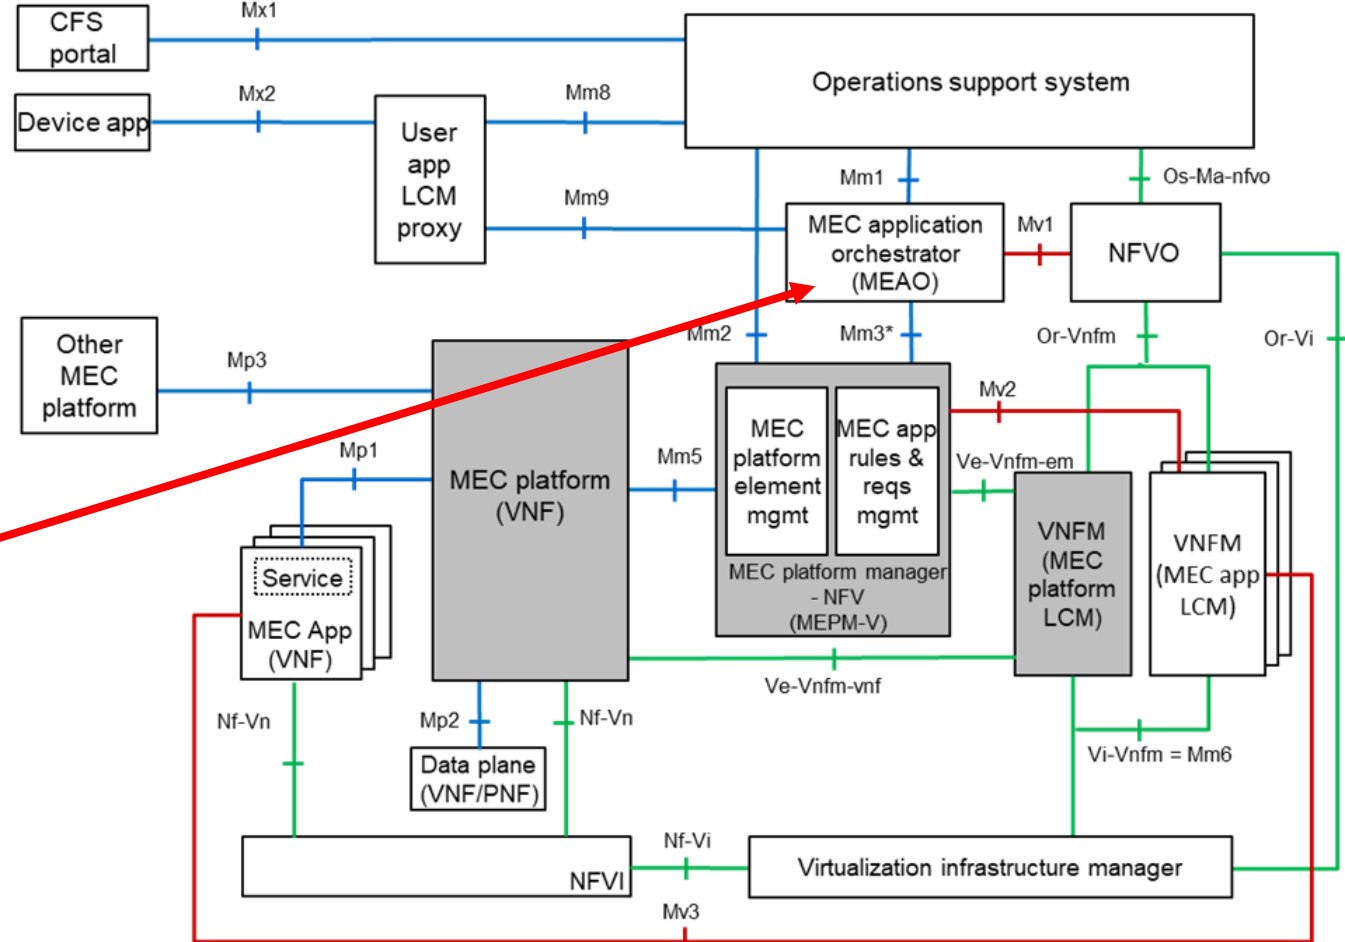 CFS
portal
Mx1
Operations support system
Device app
Mx2
User
app
LCM
proxy
Mm8
Mm9
Mm1
Os-Ma-nfvo
MEC application
orchestrator
(MEAO)
Mv1
NFVO
Other
MEC
platform
Mp3
Mm2
Mm3*
Or-Vnfm
Or-Vi
Mp1
MEC platform
(VNF)
Mm5
MEC
platform
element
mgmt
MEC app
rules &
reqs
mgmt
MEC platform manager
- NFV
(MEPM-V)
Mv2
Ve-Vnfm-em
VNFM
(MEC
platform
LCM)
VNFM
(MEC app
LCM)
Service
MEC App
(VNF)
Ve-Vnfm-vnf
Nf-Vn
Mp2
Nf-Vn
Vi-Vnfm = Mm6
Data plane
(VNF/PNF)
NFVI
Nf-Vi
Virtualization infrastructure manager
Mv3